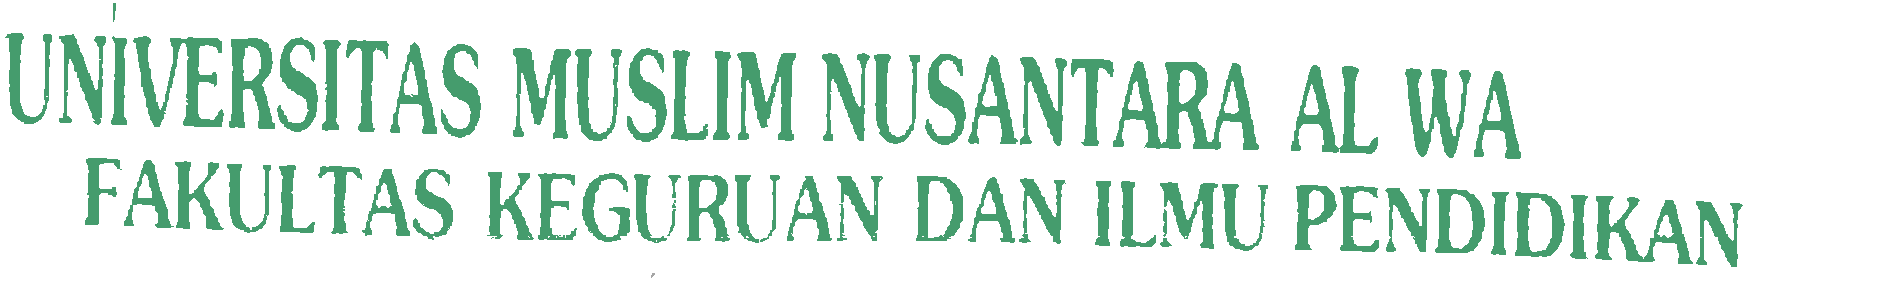 UNIVERSITAS MUSLIM NUSANTARA AL WA
FAKULTAS KEGURUAN DAN ILMU PENDIDIKAN